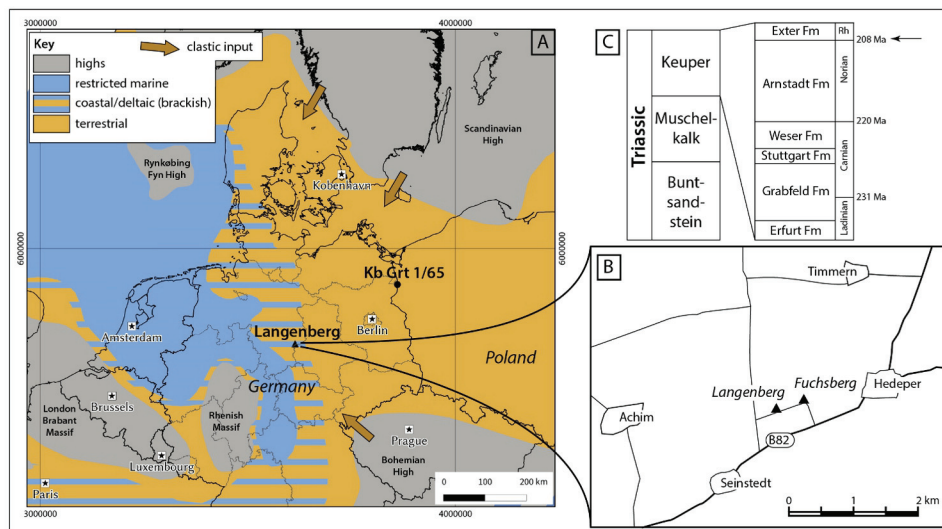 3000000
4000000
Key
clastic input
highs
restricted marine
coastal/deltaic (brackish)
terrestrial
A
Scandinavian
High
Rynkøbing
Fyn High
København
6000000
6000000
Kb Grt 1/65
Langenberg
Berlin
Amsterdam
Poland
Germany
London
Brabant
Massif
Brussels
Rhenish
Massif
Luxembourg
Prague
Bohemian
High
Paris
0 100 200 km
3000000
4000000
C
Triassic
Keuper
Muschel-
kalk
Bunt-
sand-
stein
Exter Fm
Rh
208 Ma
Arnstadt Fm
Norian
220 Ma
Weser Fm
Stuttgart Fm
Carnian
Grabfeld Fm
231 Ma
Ladinian
Erfurt Fm
B
Timmern
Hedeper
Fuchsberg
Langenberg
Achim
B82
Seinstedt
0 1 2 km